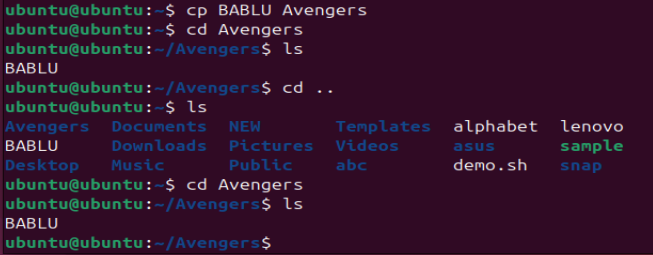 ubuntu@ubuntu:~$ cp BABLU Avengers
ubuntu@ubuntu:~$ cd Avengers
ubuntu@ubuntu:~/Avengers$ ls
BABLU
ubuntu@ubuntu:~/Avengers$ cd ..
ubuntu@ubuntu:~$ ls
Avengers Documents NEW Templates alphabet lenovo
BABLU Downloads Pictures Videos asus sample
Desktop Music Public abc demo.sh snap
ubuntu@ubuntu:~$ cd Avengers
ubuntu@ubuntu:~/Avengers$ ls
BABLU
ubuntu@ubuntu:~/Avengers$